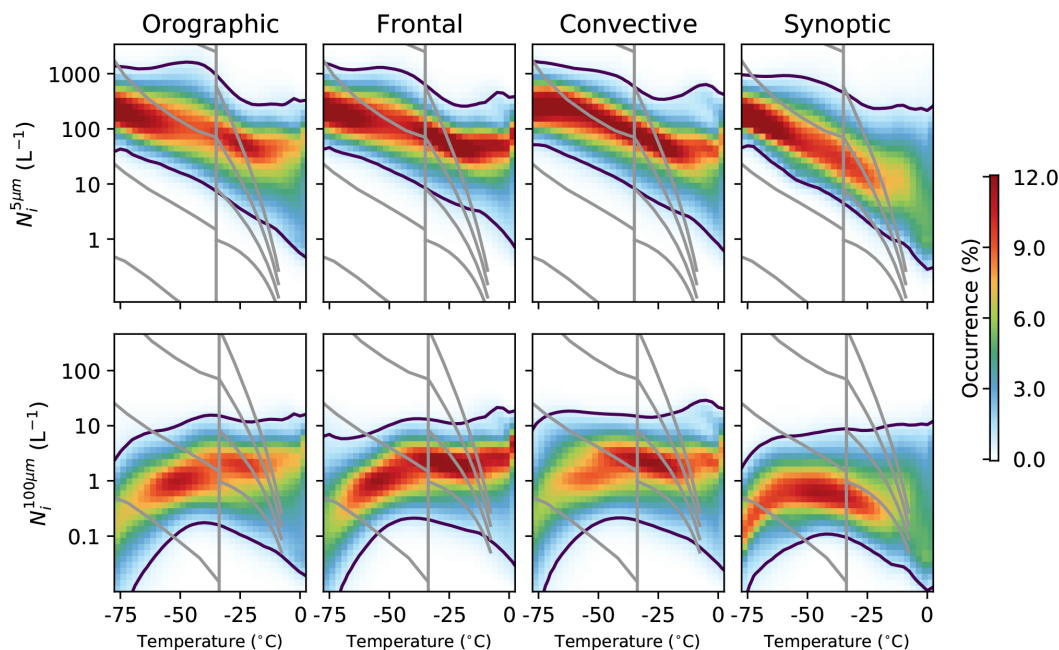 Orographic Frontal Convective Synoptic
1000
100
10
1
N_i^{5μm} (L^{-1})
100
10
1
0.1
N_i^{100μm} (L^{-1})
-75 -50 -25 0 -75 -50 -25 0 -75 -50 -25 0 -75 -50 -25 0
Temperature (°C) Temperature (°C) Temperature (°C) Temperature (°C)
12.0
9.0
6.0
3.0
0.0
Occurrence (%)